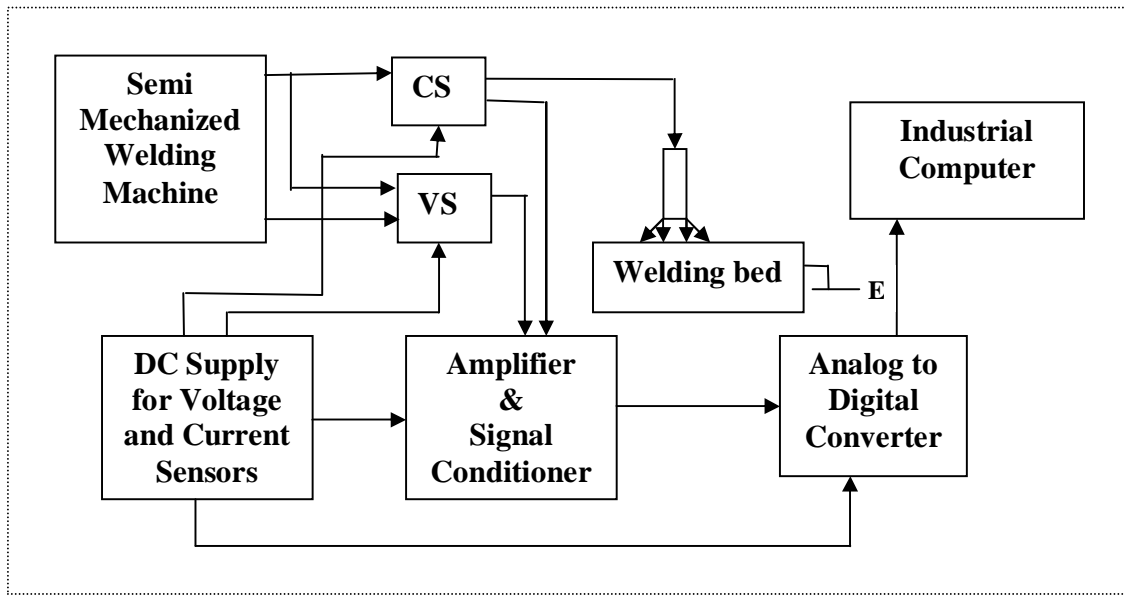 Semi
Mechanized
Welding
Machine
CS
VS
Industrial
Computer
Welding bed
E
DC Supply
for Voltage
and Current
Sensors
Amplifier
&
Signal
Conditioner
Analog to
Digital
Converter